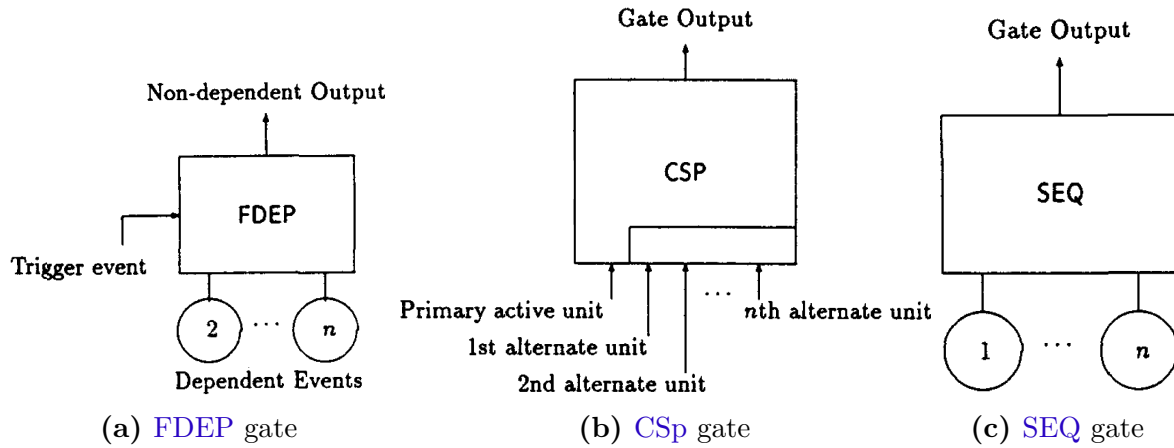 Non-dependent Output
FDEP
Trigger event
2 ... n
Dependent Events
(a) FDEP gate
Gate Output
CSP
Primary active unit
... nth alternate unit
1st alternate unit
2nd alternate unit
(b) CSp gate
Gate Output
SEQ
1 ... n
(c) SEQ gate